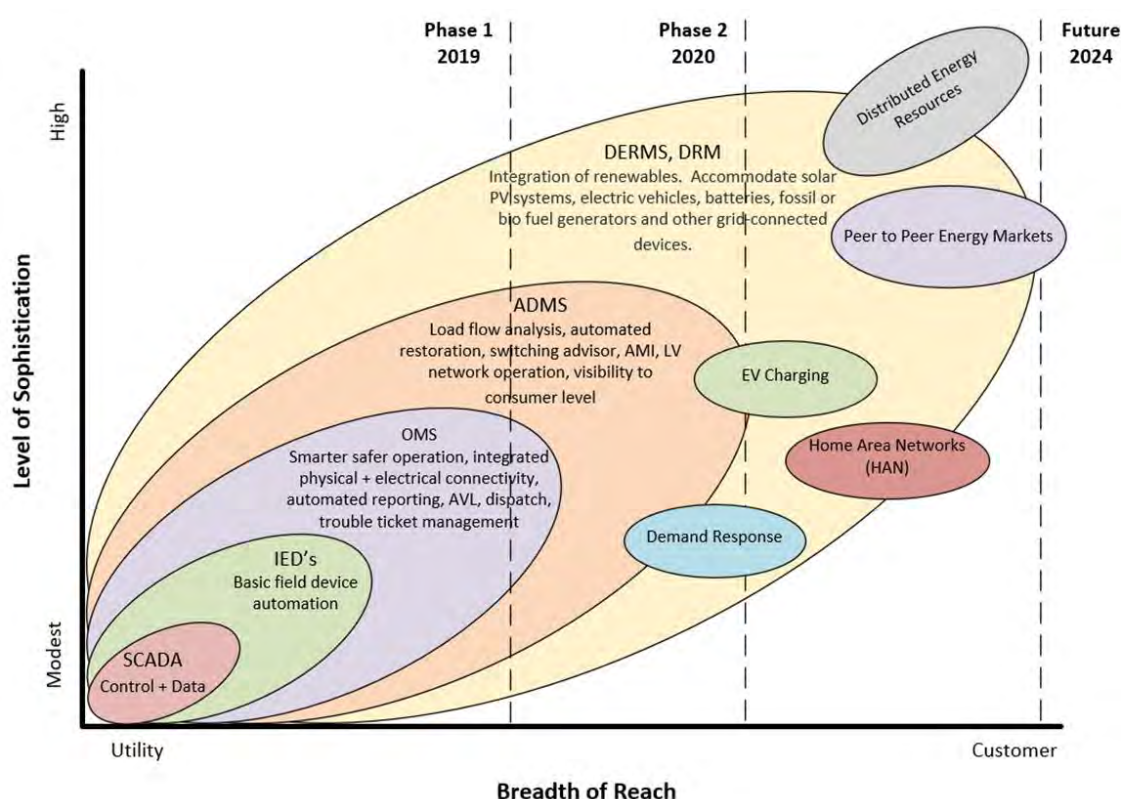 Phase 1
2019
Phase 2
2020
Future
2024
High
Level of Sophistication
Modest
Distributed Energy
Resources
DERMS, DRM
Integration of renewables. Accommodate solar
PV systems, electric vehicles, batteries, fossil or
bio fuel generators and other grid-connected
devices.
Peer to Peer Energy Markets
ADMS
Load flow analysis, automated
restoration, switching advisor, AMI, LV
network operation, visibility to
consumer level
EV Charging
OMS
Smarter safer operation, integrated
physical + electrical connectivity,
automated reporting, AVL, dispatch,
trouble ticket management
Home Area Networks
(HAN)
Demand Response
IED's
Basic field device
automation
SCADA
Control + Data
Utility
Customer
Breadth of Reach